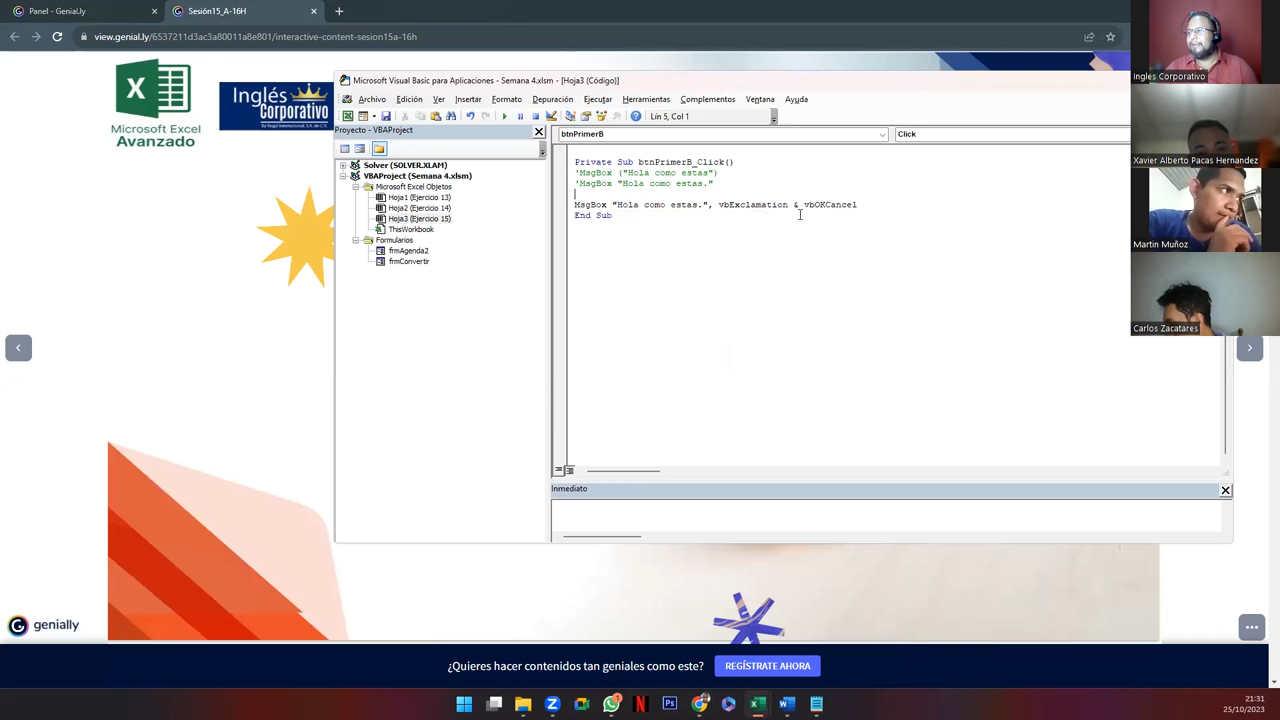 Panel - Genial.ly
Sesión15_A-16H
view.genial.ly/6537211d3ac3a80011a8e801/interactive-content-sesion15a-16h
Microsoft Excel
Avanzado
Inglés
Corporativo
Microsoft Visual Basic para Aplicaciones - Semana 4.xlsm - [Hoja3 (Código)]
Archivo Edición Ver Insertar Formato Depuración Ejecutar Herramientas Complementos Ventana Ayuda
Lín 5, Col 1
Proyecto - VBAProject
Solver (SOLVER.XLAM)
VBAProject (Semana 4.xlsm)
Microsoft Excel Objetos
Hoja1 (Ejercicio 13)
Hoja2 (Ejercicio 14)
Hoja3 (Ejercicio 15)
ThisWorkbook
Formularios
frmAgenda2
frmConvertir
btnPrimerB
Click
Private Sub btnPrimerB_Click()
'MsgBox ("Hola como estas")
'MsgBox "Hola como estas."
MsgBox "Hola como estas.", vbExclamation & vbOKCancel
End Sub
Inmediato
Ingles Corporativo
Xavier Alberto Pacas Hernandez
Martin Muñoz
Carlos Zacatares
genially
¿Quieres hacer contenidos tan geniales como este?
REGÍSTRATE AHORA
21:31
25/10/2023